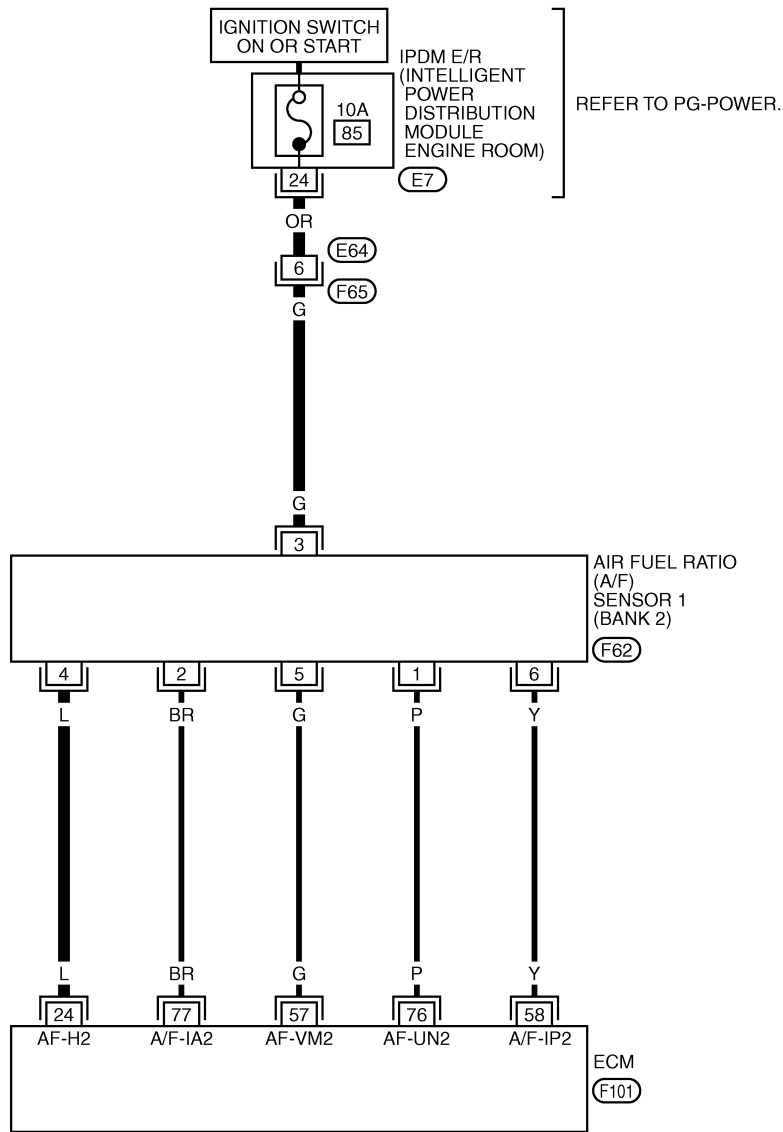 IGNITION SWITCH
ON OR START
IPDM E/R
(INTELLIGENT
POWER
DISTRIBUTION
MODULE
ENGINE ROOM)
REFER TO PG-POWER.
10A
85
24
E7
OR
E64
6
F65
G
G
3
AIR FUEL RATIO
(A/F)
SENSOR 1
(BANK 2)
F62
4 2 5 1 6
L BR G P Y
L BR G P Y
24 77 57 76 58
AF-H2 A/F-IA2 AF-VM2 AF-UN2 A/F-IP2
ECM
F101